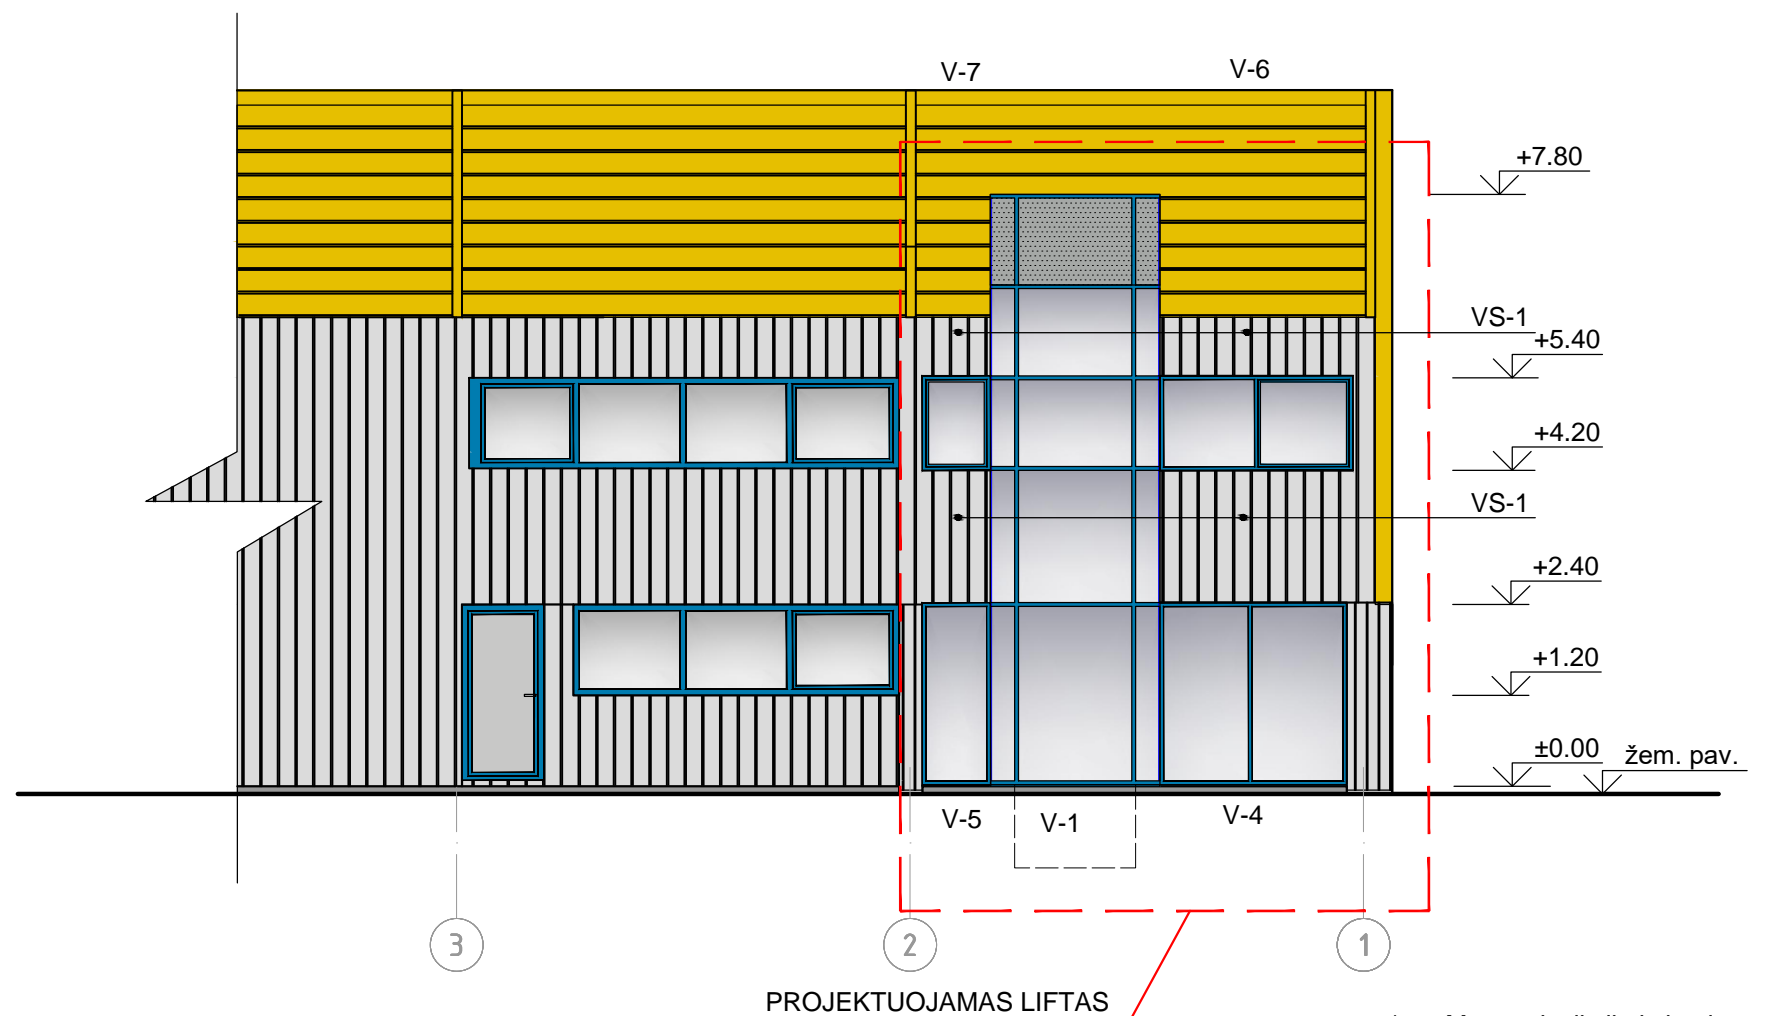 V-7
V-6
+7.80
VS-1
+5.40
+4.20
VS-1
+2.40
+1.20
±0.00
žem. pav.
V-5
V-1
V-4
3
2
1
PROJEKTUOJAMAS LIFTAS